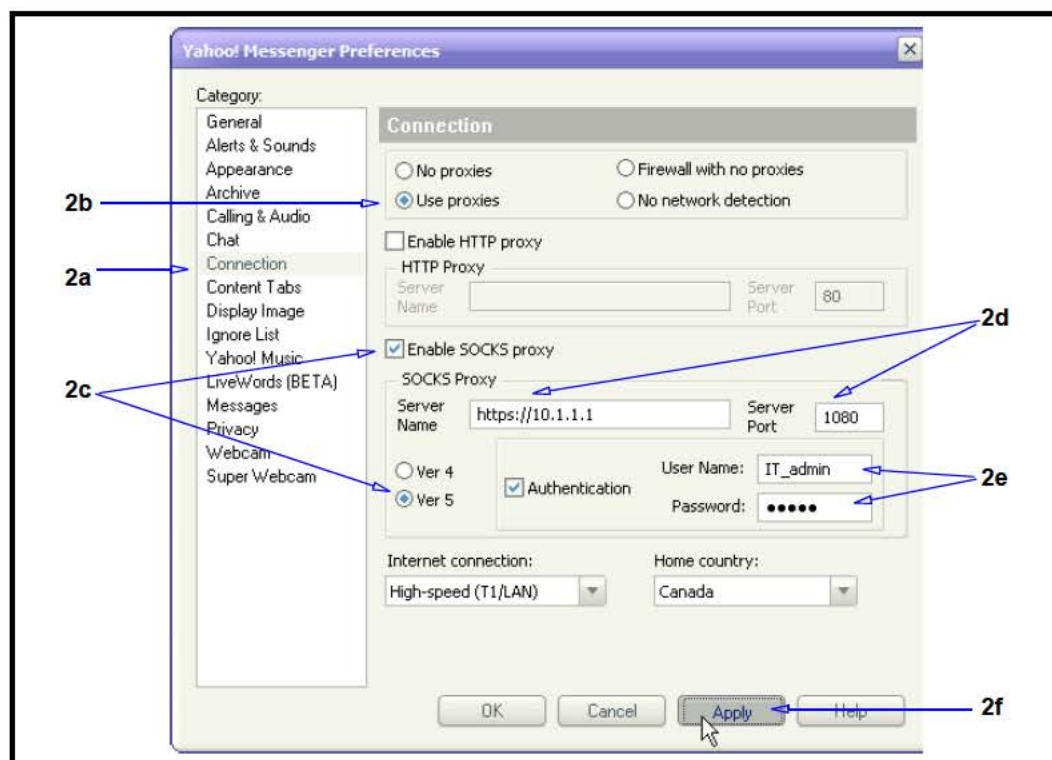 Yahoo! Messenger Preferences
Category:
General
Alerts & Sounds
Appearance
Archive
Calling & Audio
Chat
Connection
Content Tabs
Display Image
Ignore List
Yahoo! Music
LiveWords (BETA)
Messages
Privacy
Webcam
Super Webcam
Connection
No proxies
Firewall with no proxies
Use proxies
No network detection
Enable HTTP proxy
HTTP Proxy
Server Name
Server Port
80
Enable SOCKS proxy
SOCKS Proxy
Server Name
https://10.1.1.1
Server Port
1080
Ver 4
Ver 5
Authentication
User Name:
IT_admin
Password:
●●●●●
Internet connection:
High-speed (T1/LAN)
Home country:
Canada
OK
Cancel
Apply
Help
2b
2a
2c
2d
2e
2f